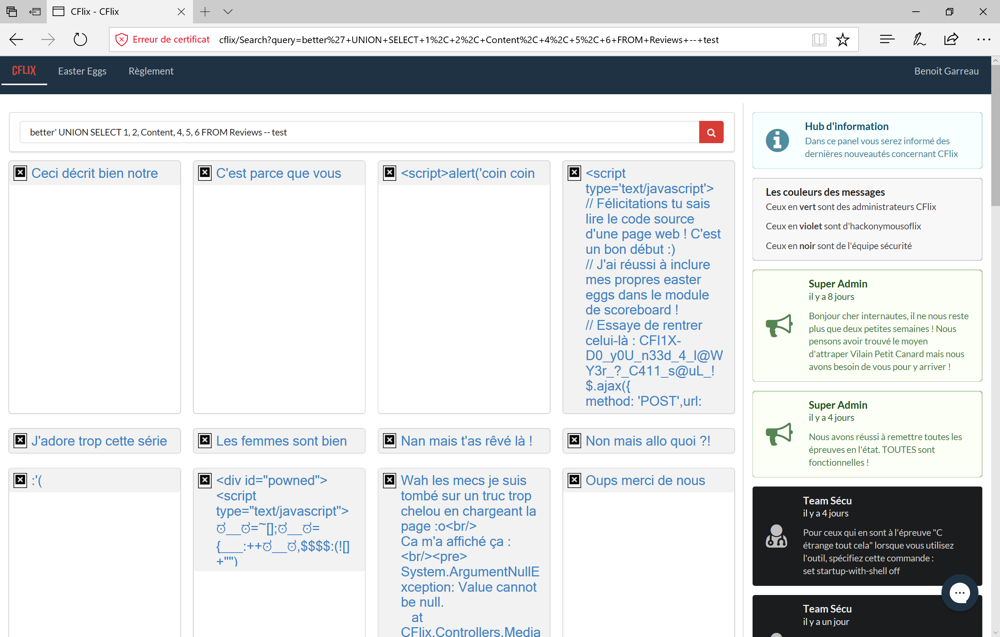 CFlix - CFlix
Erreur de certificat cflix/Search?query=better%27+UNION+SELECT+1%2C+2%2C+Content%2C+4%2C+5%2C+6+FROM+Reviews+--+test
CFLIX Easter Eggs Règlement Benoit Garreau
better' UNION SELECT 1, 2, Content, 4, 5, 6 FROM Reviews -- test
Ceci décrit bien notre
C'est parce que vous
<script>alert('coin coin
<script
type='text/javascript'>
// Félicitations tu sais
lire le code source
d'une page web ! C'est
un bon début :)
// J'ai réussi à inclure
mes propres easter
eggs dans le module
de scoreboard !
// Essaye de rentrer
celui-là : CFl1X-
D0_y0U_n33d_4_l@W
Y3r_?_C411_s@uL_!
$.ajax({
method: 'POST',url:
J'adore trop cette série
Les femmes sont bien
Nan mais t'as rêvé là !
Non mais allo quoi ?!
:'(
<div id="powned">
<script
type="text/javascript">
ಠ__ಠ=~[];ಠ__ಠ=
{___:++ಠ__ಠ,$$$$:(![]
+"")
Wah les mecs je suis
tombé sur un truc trop
chelou en chargeant la
page :o<br/>
Ca m'a affiché ça :
<br/><pre>
System.ArgumentNullE
xception: Value cannot
be null.
at
CFlix.Controllers.Media
Oups merci de nous
Hub d'information
Dans ce panel vous serez informé des
dernières nouveautés concernant CFlix
Les couleurs des messages
Ceux en vert sont des administrateurs CFlix
Ceux en violet sont d'hackonymousoflix
Ceux en noir sont de l'équipe sécurité
Super Admin
il y a 8 jours
Bonjour cher internautes, il ne nous reste
plus que deux petites semaines ! Nous
pensons avoir trouvé le moyen
d'attraper Vilain Petit Canard mais nous
avons besoin de vous pour y arriver !
Super Admin
il y a 4 jours
Nous avons réussi à remettre toutes les
épreuves en l'état. TOUTES sont
fonctionnelles !
Team Sécu
il y a 4 jours
Pour ceux qui en sont à l'épreuve "C
étrange tout cela" lorsque vous utilisez
l'outil, spécifiez cette commande :
set startup-with-shell off
Team Sécu
il y a un jour